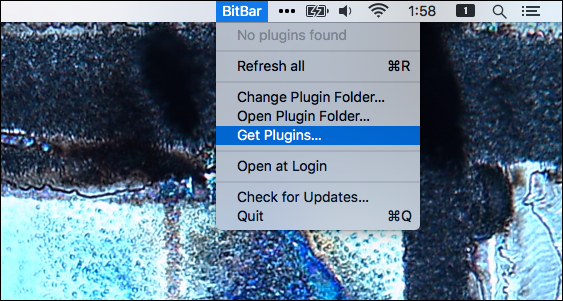 BitBar ••• 1:58 1
No plugins found
Refresh all ⌘R
Change Plugin Folder...
Open Plugin Folder...
Get Plugins...
Open at Login
Check for Updates...
Quit ⌘Q